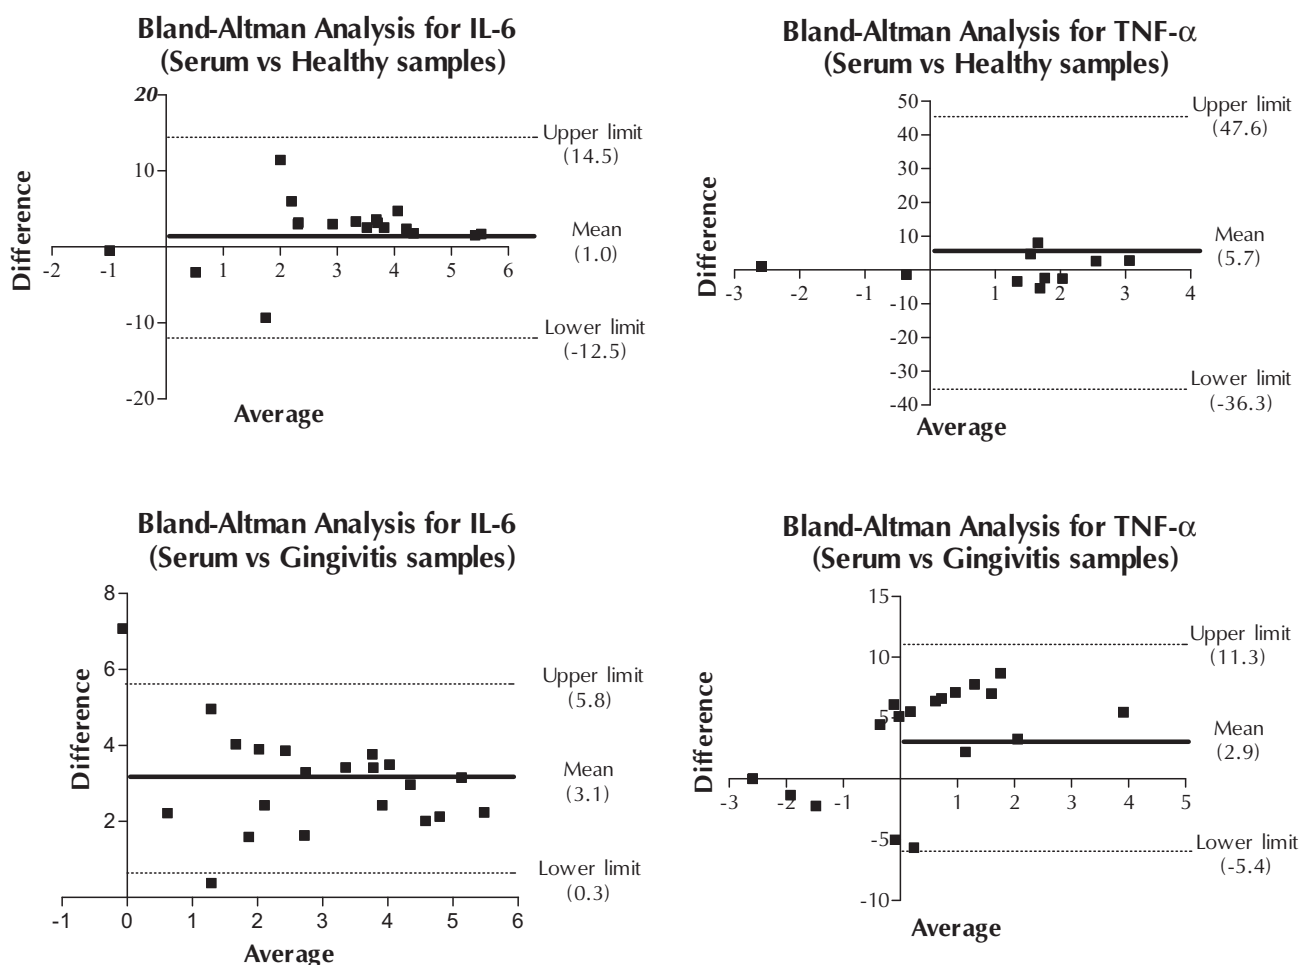 Bland-Altman Analysis for IL-6
(Serum vs Healthy samples)
20
10
-10
-20
-2
-1
1
2
3
4
5
6
Difference
Average
Upper limit
(14.5)
Mean
(1.0)
Lower limit
(-12.5)
Bland-Altman Analysis for TNF-α
(Serum vs Healthy samples)
50
40
30
20
10
-10
-20
-30
-40
-3
-2
-1
1
2
3
4
Difference
Average
Upper limit
(47.6)
Mean
(5.7)
Lower limit
(-36.3)
Bland-Altman Analysis for IL-6
(Serum vs Gingivitis samples)
8
6
4
2
-1
0
1
2
3
4
5
6
Difference
Average
Upper limit
(5.8)
Mean
(3.1)
Lower limit
(0.3)
Bland-Altman Analysis for TNF-α
(Serum vs Gingivitis samples)
15
10
5
-5
-10
-3
-2
-1
1
2
3
4
5
Difference
Average
Upper limit
(11.3)
Mean
(2.9)
Lower limit
(-5.4)